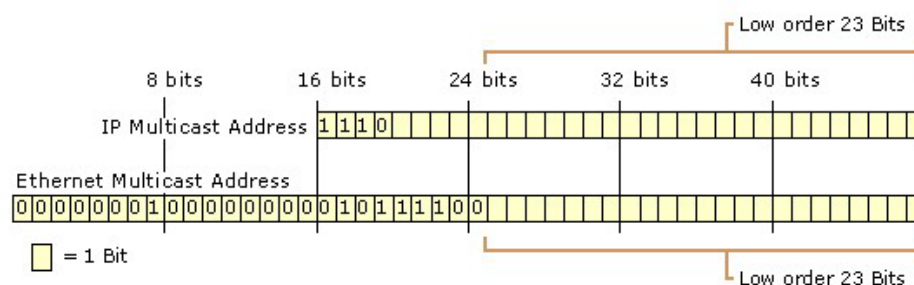 Low order 23 Bits
8 bits 16 bits 24 bits 32 bits 40 bits
IP Multicast Address 1 1 1 0
Ethernet Multicast Address
0 0 0 0 0 0 0 1 0 0 0 0 0 0 0 0 0 1 0 1 1 1 1 0 0
= 1 Bit
Low order 23 Bits